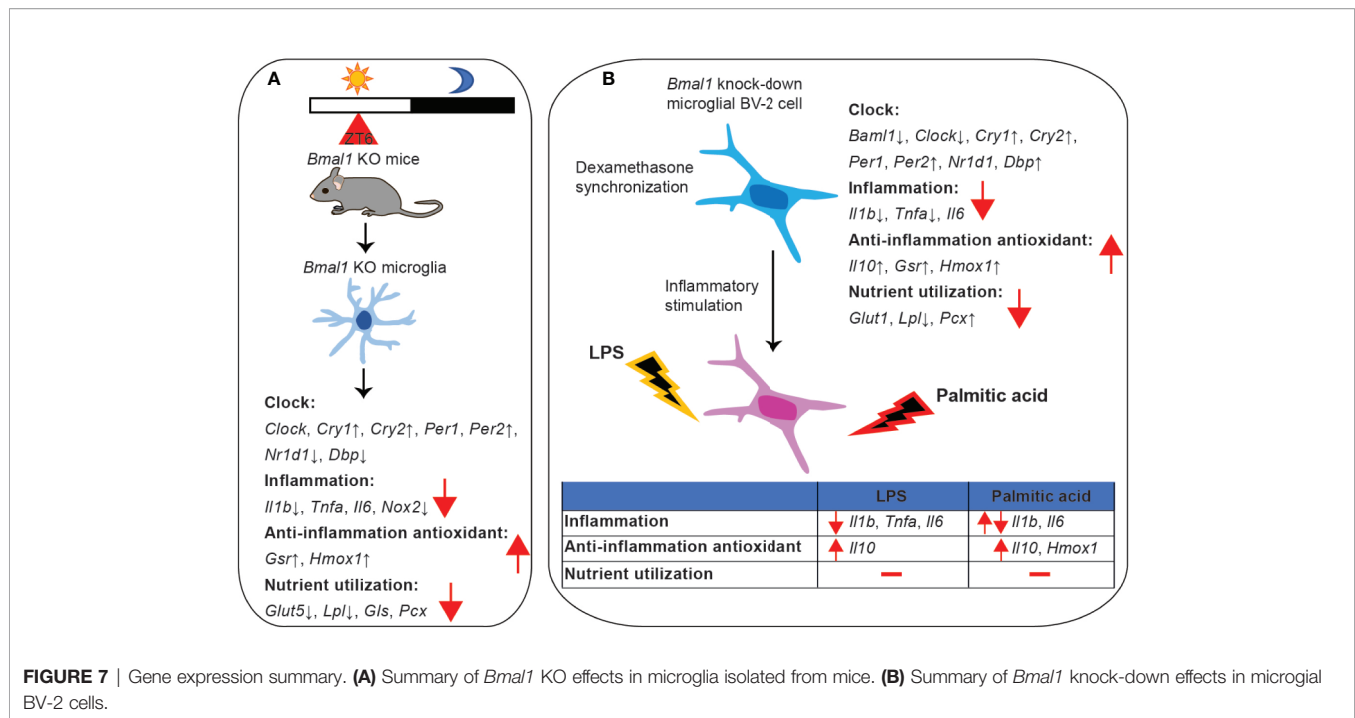 A
ZT6
Bmal1 KO mice
Bmal1 KO microglia
Clock:
Clock, Cry1↑, Cry2↑, Per1, Per2↑,
Nr1d1↓, Dbp↓
Inflammation:
Il1b↓, Tnfa, Il6, Nox2↓
Anti-inflammation antioxidant:
Gsr↑, Hmox1↑
Nutrient utilization:
Glut5↓, Lpl↓, Gls, Pcx
B
Bmal1 knock-down
microglial BV-2 cell
Dexamethasone
synchronization
Clock:
Baml1↓, Clock↓, Cry1↑, Cry2↑,
Per1, Per2↑, Nr1d1, Dbp↑
Inflammation:
Il1b↓, Tnfa↓, Il6
Anti-inflammation antioxidant:
Il10↑, Gsr↑, Hmox1↑
Nutrient utilization:
Glut1, Lpl↓, Pcx↑
Inflammatory
stimulation
LPS
Palmitic acid
LPS Palmitic acid
Inflammation ↓ Il1b, Tnfa, Il6 ↑↓ Il1b, Il6
Anti-inflammation antioxidant ↑ Il10 ↑ Il10, Hmox1
Nutrient utilization — —
FIGURE 7 | Gene expression summary. (A) Summary of Bmal1 KO effects in microglia isolated from mice. (B) Summary of Bmal1 knock-down effects in microgial
BV-2 cells.